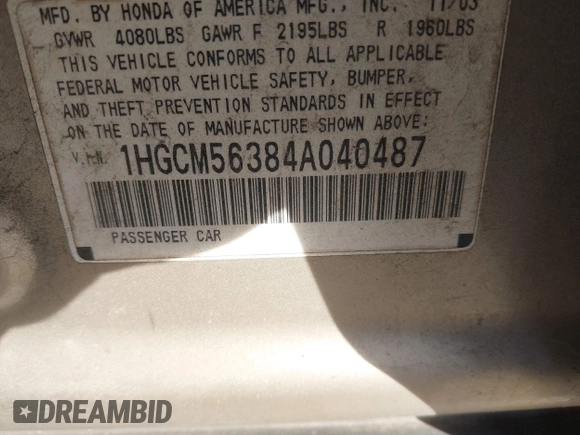 MFD. BY HONDA OF AMERICA MFG., INC. 11/03
GVWR 4080LBS GAWR F 2195LBS R 1960LBS
THIS VEHICLE CONFORMS TO ALL APPLICABLE
FEDERAL MOTOR VEHICLE SAFETY, BUMPER,
AND THEFT PREVENTION STANDARDS IN EFFECT
ON THE DATE OF MANUFACTURE SHOWN ABOVE:
V.I.N. 1HGCM56384A040487
PASSENGER CAR
DREAMBID